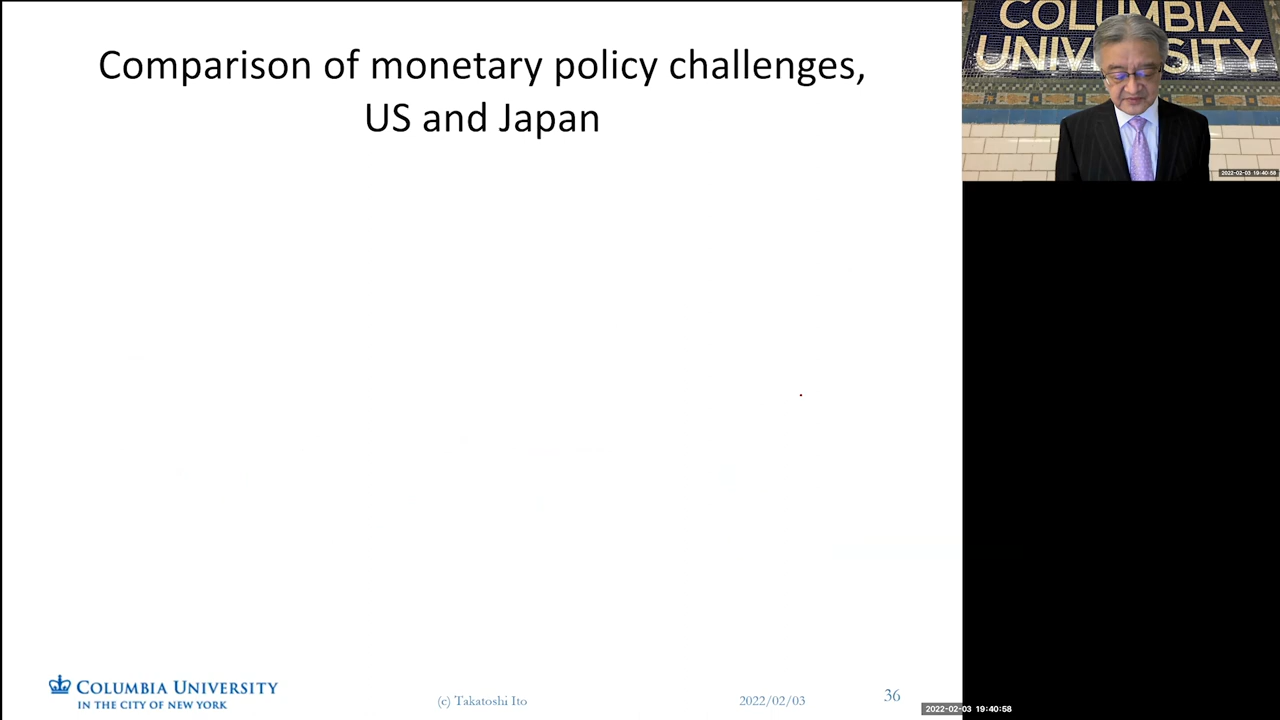 Comparison of monetary policy challenges,
US and Japan
COLUMBIA
UNIVERSITY
2022-02-03 19:40:58
COLUMBIA UNIVERSITY
IN THE CITY OF NEW YORK
(c) Takatoshi Ito
2022/02/03
36
2022-02-03 19:40:58